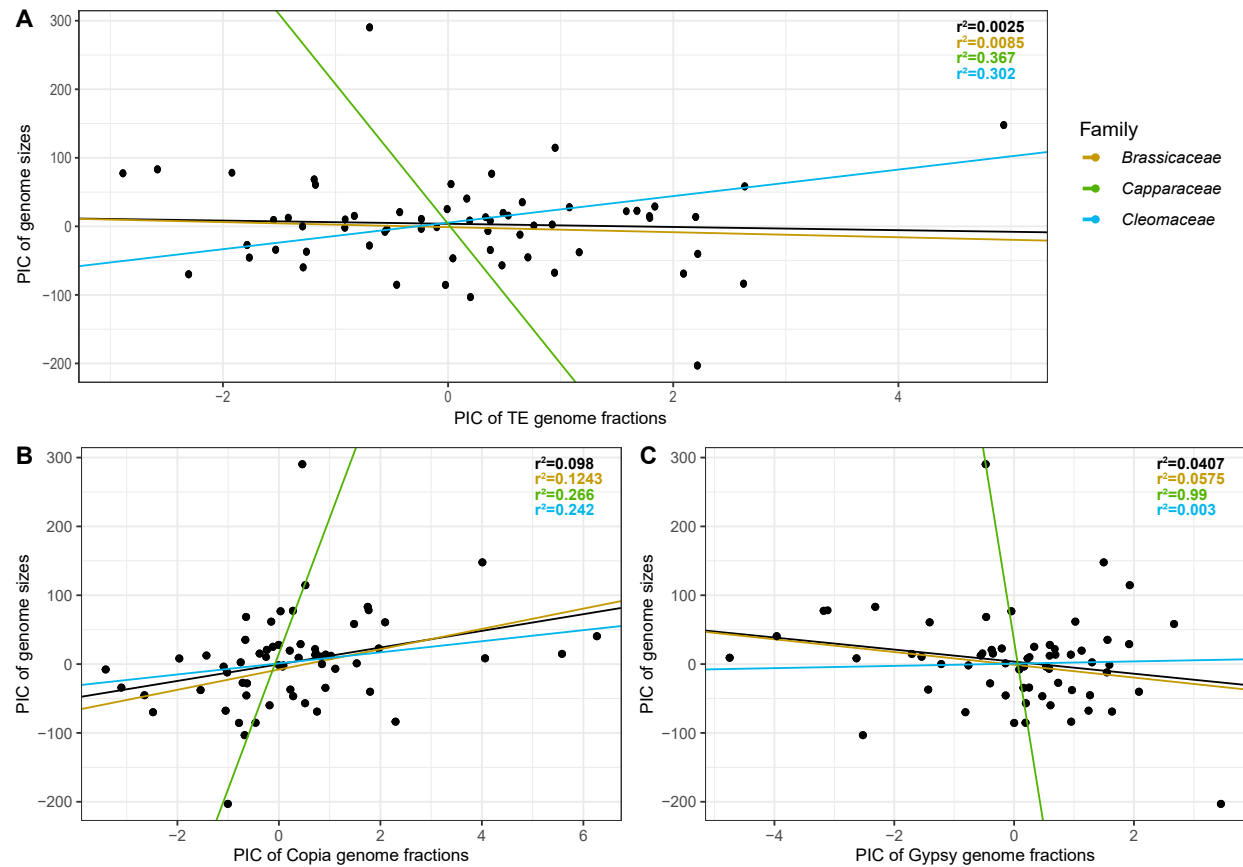 A
300
200
100
0
−100
−200
PIC of genome sizes
r²=0.0025
r²=0.0085
r²=0.367
r²=0.302
−2
0
2
4
PIC of TE genome fractions
Family
Brassicaceae
Capparaceae
Cleomaceae
B
300
200
100
0
−100
−200
PIC of genome sizes
r²=0.098
r²=0.1243
r²=0.266
r²=0.242
−2
0
2
4
6
PIC of Copia genome fractions
C
300
200
100
0
−100
−200
PIC of genome sizes
r²=0.0407
r²=0.0575
r²=0.99
r²=0.003
−4
−2
0
2
PIC of Gypsy genome fractions